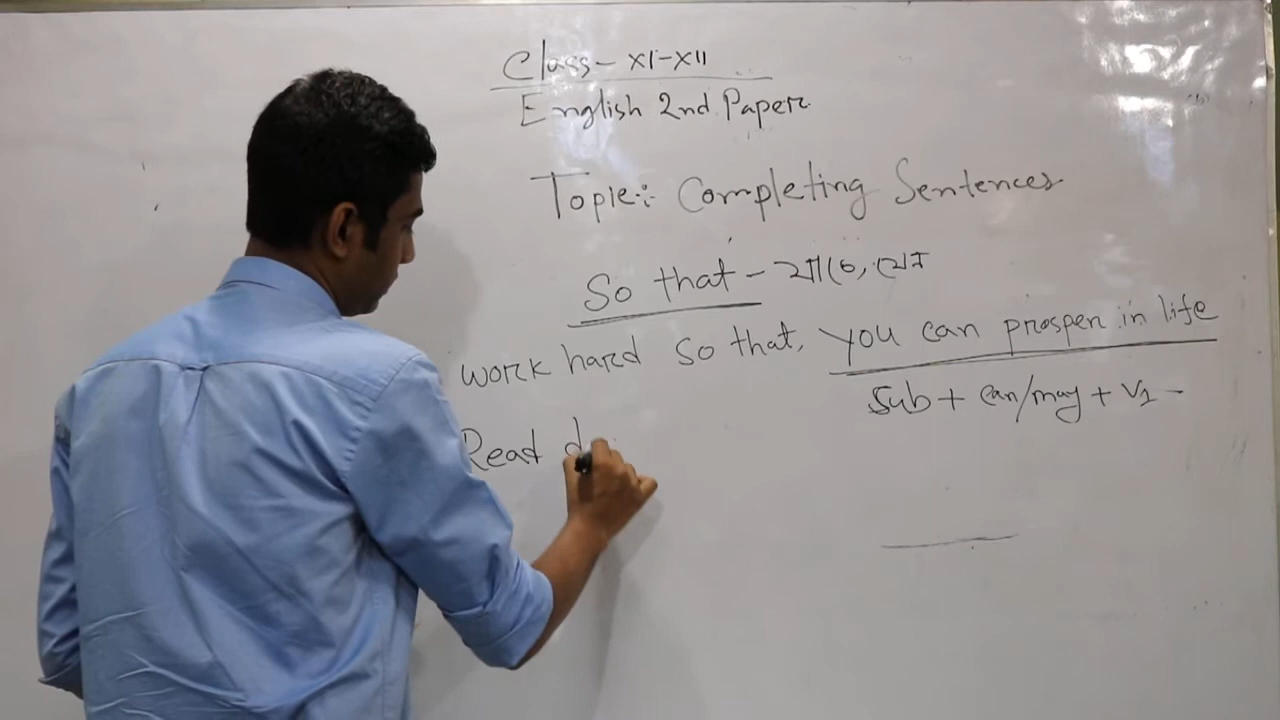 Class - XI-XII
English 2nd Paper
Topic: Completing Sentences
So that - যাতে, যেন
Work hard so that, you can prosper in life
Sub + can/may + V1 -
Read d